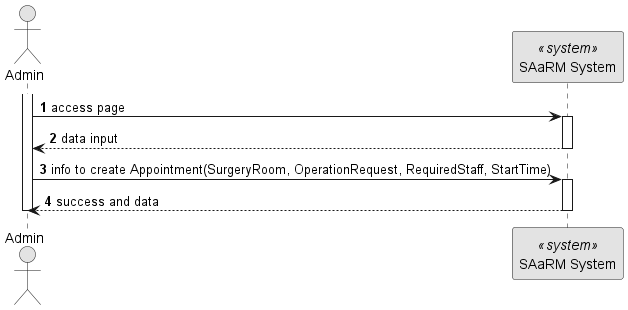 Admin
«system»
SAaRM System
1 access page
2 data input
3 info to create Appointment(SurgeryRoom, OperationRequest, RequiredStaff, StartTime)
4 success and data
Admin
«system»
SAaRM System